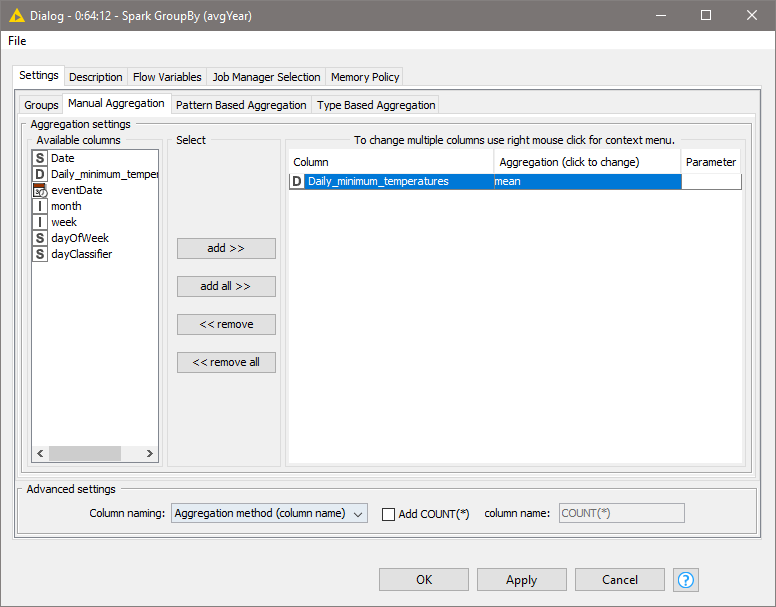 Dialog - 0:64:12 - Spark GroupBy (avgYear)
File
Settings Description Flow Variables Job Manager Selection Memory Policy
Groups Manual Aggregation Pattern Based Aggregation Type Based Aggregation
Aggregation settings
Available columns
S Date
D Daily_minimum_temper
eventDate
I month
I week
S dayOfWeek
S dayClassifier
Select
add >>
add all >>
<< remove
<< remove all
To change multiple columns use right mouse click for context menu.
Column Aggregation (click to change) Parameter
D Daily_minimum_temperatures mean
Advanced settings
Column naming: Aggregation method (column name) Add COUNT(*) column name: COUNT(*)
OK Apply Cancel ?